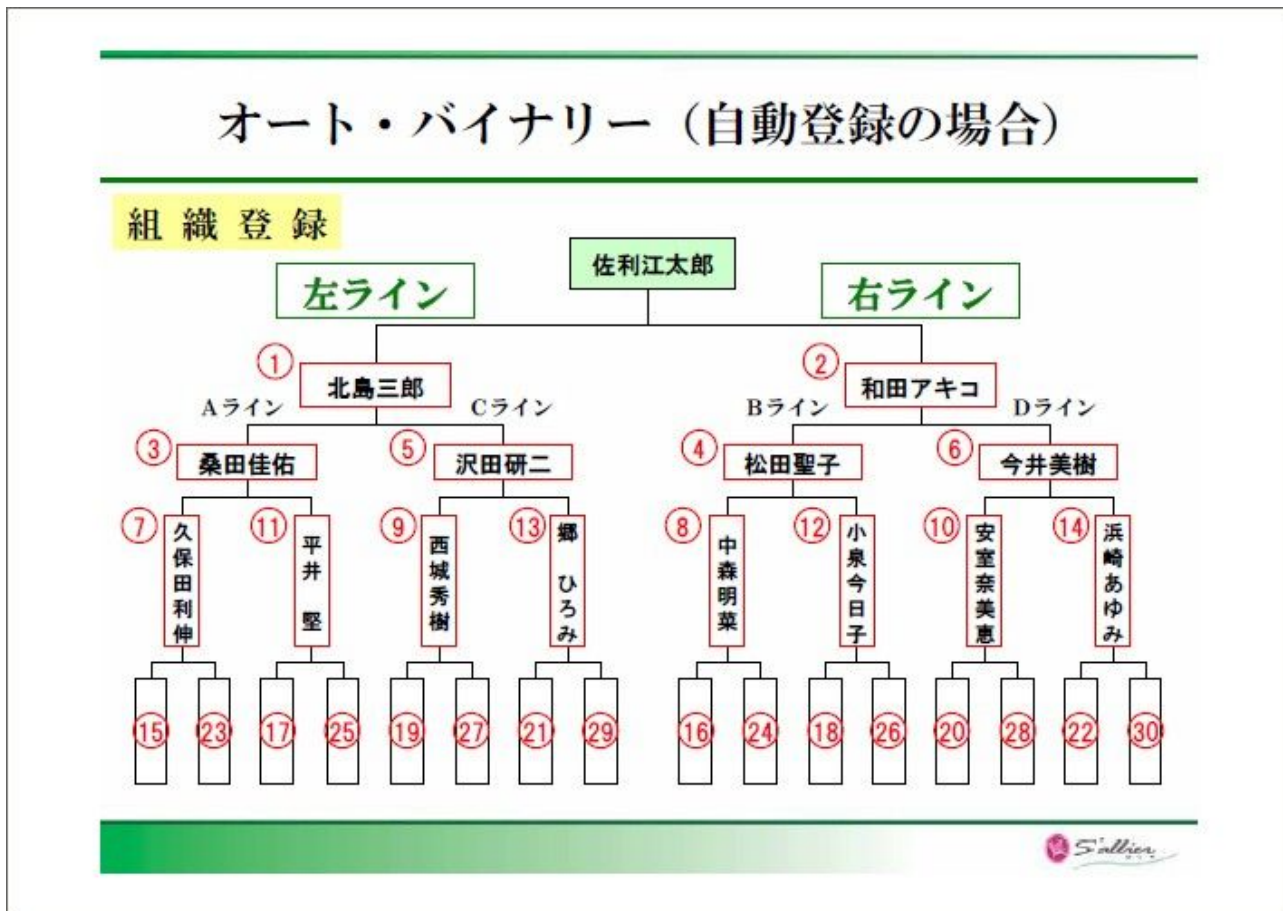 オート・バイナリー（自動登録の場合）
組織登録
佐利江太郎
左ライン
右ライン
①
北島三郎
②
和田アキコ
Aライン
Cライン
Bライン
Dライン
③
桑田佳佑
⑤
沢田研二
④
松田聖子
⑥
今井美樹
⑦
久保田利伸
⑪
平井 堅
⑨
西城秀樹
⑬
郷 ひろみ
⑧
中森明菜
⑫
小泉今日子
⑩
安室奈美恵
⑭
浜崎あゆみ
⑮ ㉓ ⑰ ㉕ ⑲ ㉗ ㉑ ㉙ ⑯ ㉔ ⑱ ㉖ ⑳ ㉘ ㉒ ㉚
S'allier